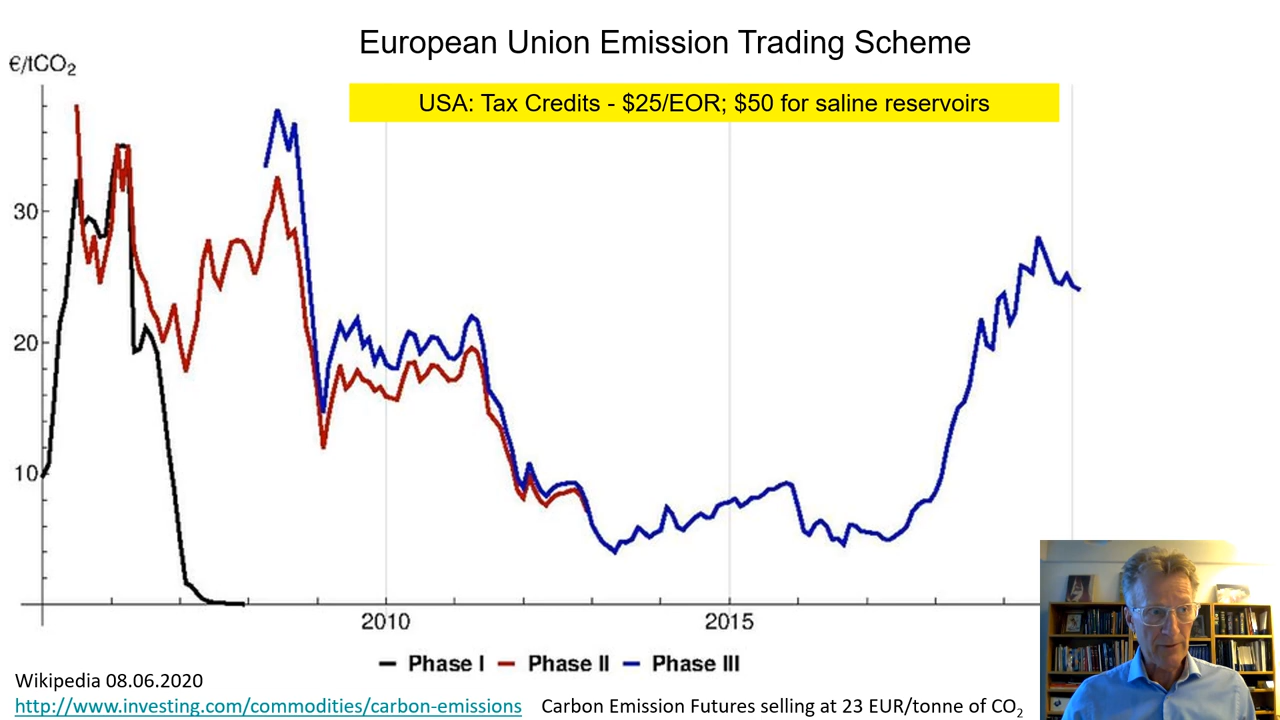 European Union Emission Trading Scheme
€/tCO₂
USA: Tax Credits - $25/EOR; $50 for saline reservoirs
30
20
10
2010 2015
Phase I Phase II Phase III
Wikipedia 08.06.2020
http://www.investing.com/commodities/carbon-emissions Carbon Emission Futures selling at 23 EUR/tonne of CO₂